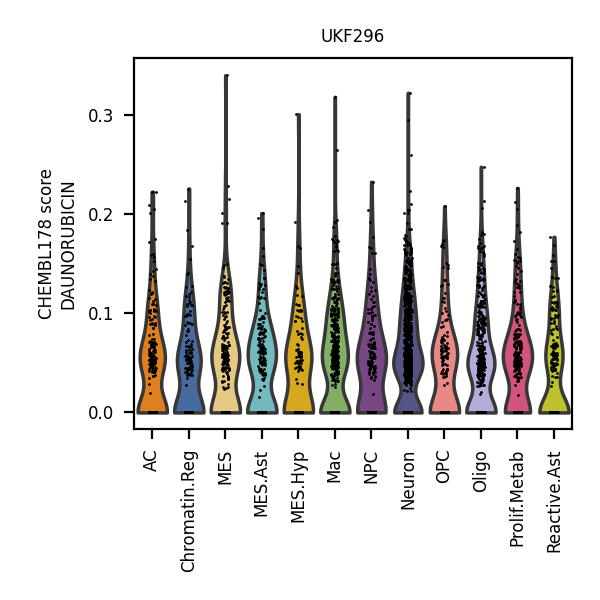 UKF296
CHEMBL178 score
DAUNORUBICIN
0.3
0.2
0.1
0.0
AC
Chromatin.Reg
MES
MES.Ast
MES.Hyp
Mac
NPC
Neuron
OPC
Oligo
Prolif.Metab
Reactive.Ast